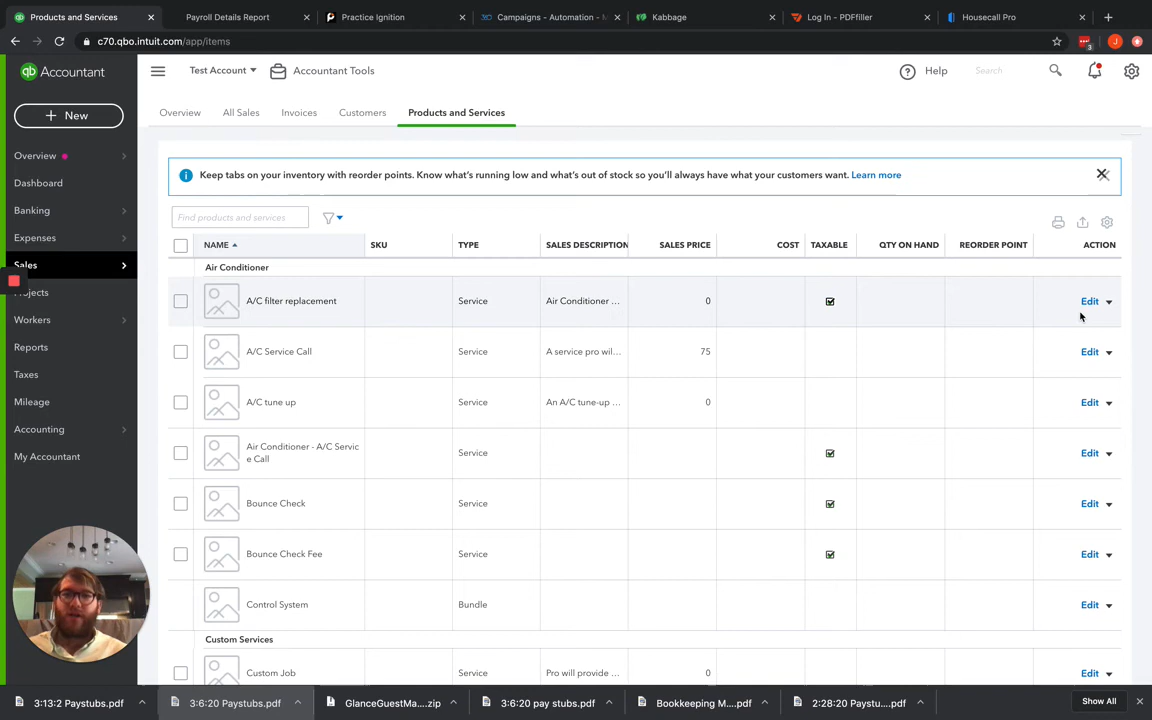 Products and Services
Payroll Details Report
Practice Ignition
Campaigns - Automation - M
Kabbage
Log In - PDFfiller
Housecall Pro
c70.qbo.intuit.com/app/items
3
J
qb Accountant
Test Account
Accountant Tools
Help
Search
+ New
Overview
All Sales
Invoices
Customers
Products and Services
Overview
Dashboard
Banking
Expenses
Sales
Projects
Workers
Reports
Taxes
Mileage
Accounting
My Accountant
Keep tabs on your inventory with reorder points. Know what's running low and what's out of stock so you'll always have what your customers want. Learn more
Find products and services
NAME SKU TYPE SALES DESCRIPTION SALES PRICE COST TAXABLE QTY ON HAND REORDER POINT ACTION
Air Conditioner
A/C filter replacement Service Air Conditioner ... 0 Edit
A/C Service Call Service A service pro wil... 75 Edit
A/C tune up Service An A/C tune-up ... 0 Edit
Air Conditioner - A/C Servic
e Call Service Edit
Bounce Check Service Edit
Bounce Check Fee Service Edit
Control System Bundle Edit
Custom Services
Custom Job Service Pro will provide ... 0 Edit
3:13:2 Paystubs.pdf
3:6:20 Paystubs.pdf
GlanceGuestMa....zip
3:6:20 pay stubs.pdf
Bookkeeping M....pdf
2:28:20 Paystu....pdf
Show All